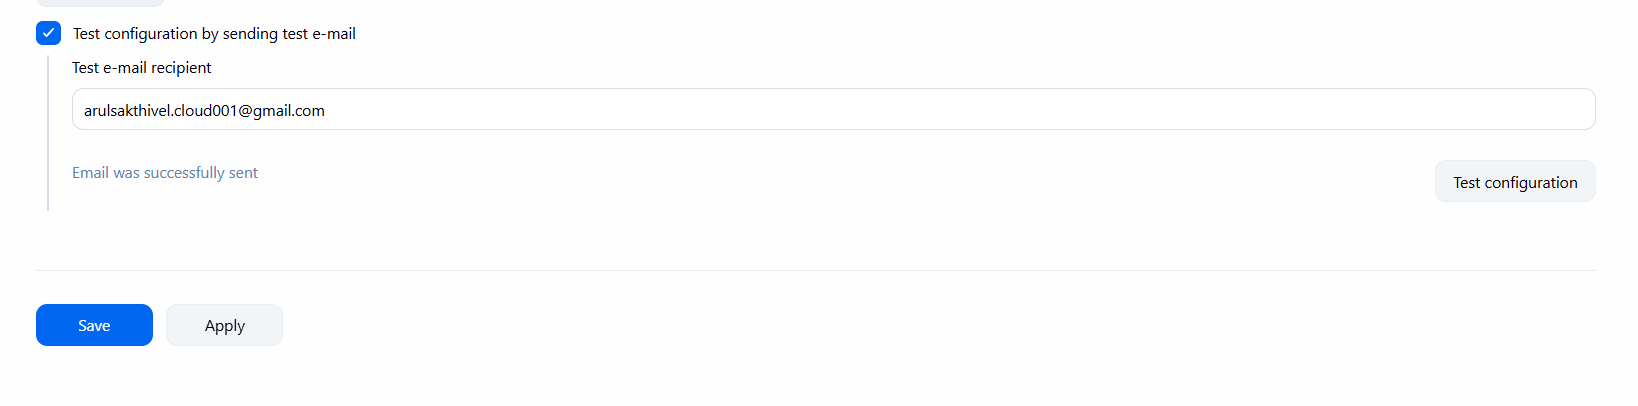 Test configuration by sending test e-mail
Test e-mail recipient
arulsakthivel.cloud001@gmail.com
Email was successfully sent
Test configuration
Save
Apply